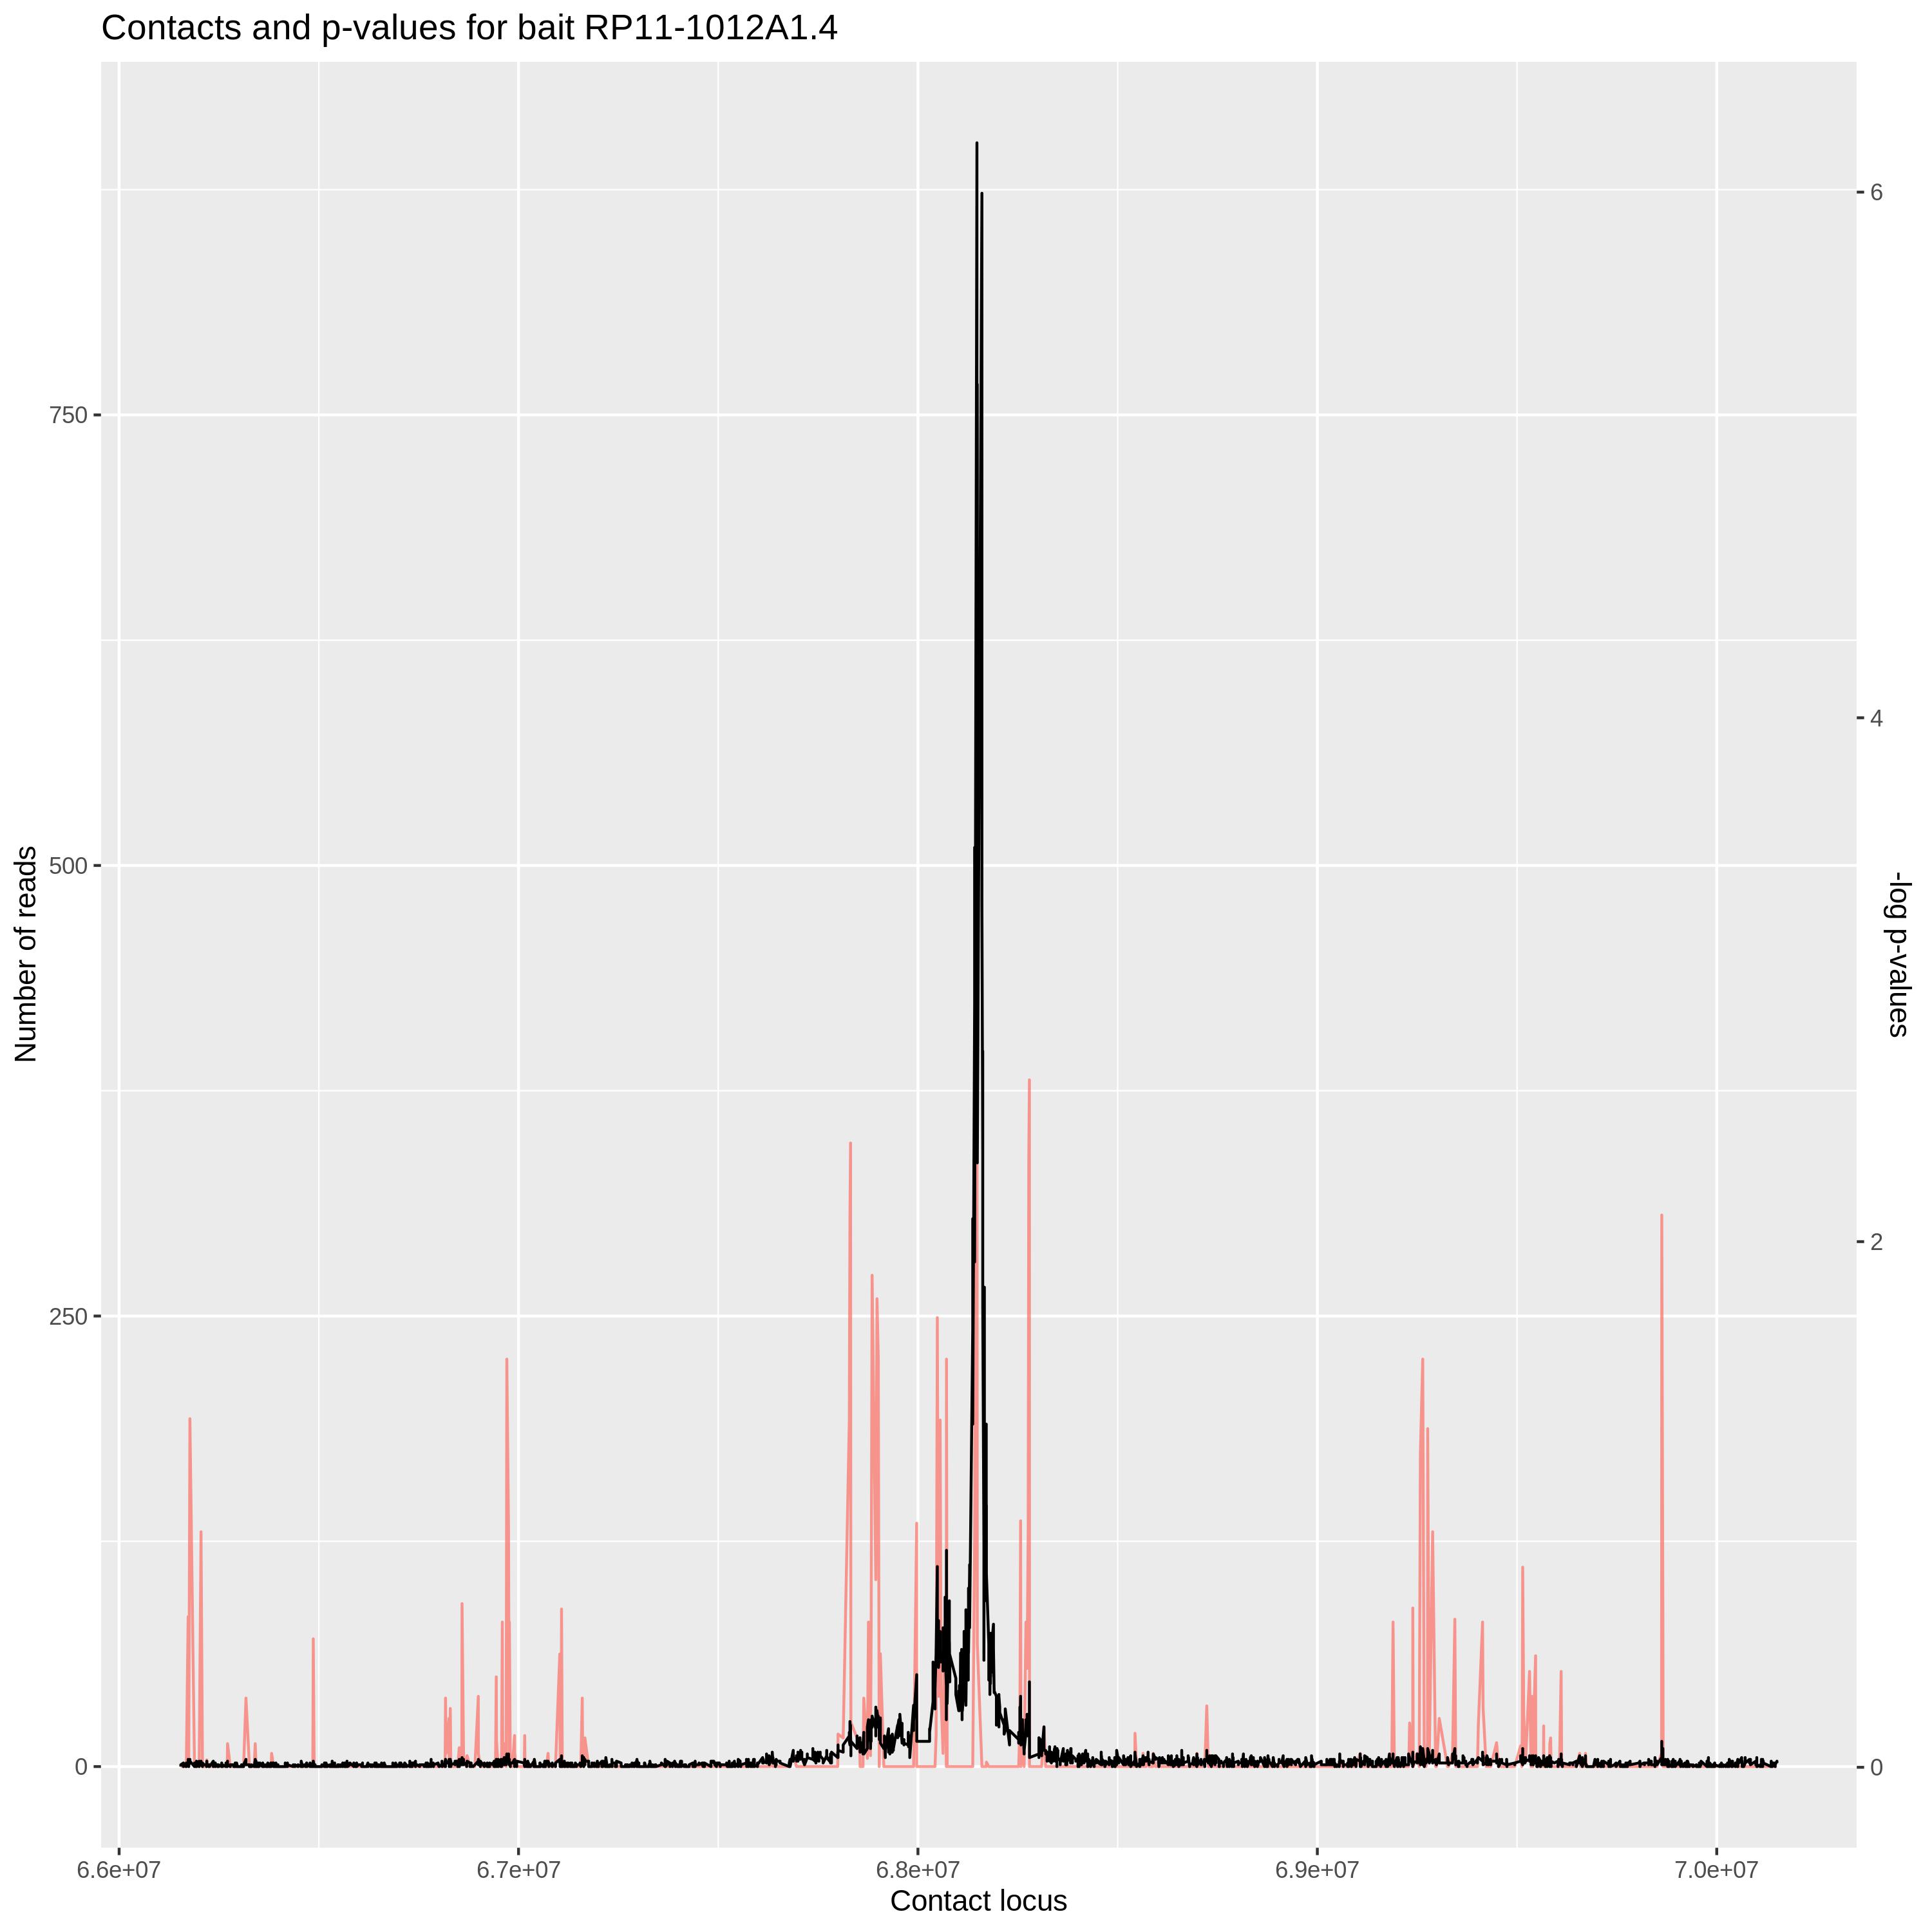 Contacts and p-values for bait RP11-1012A1.4
Number of reads
750
500
250
0
6
4
2
0
-log p-values
6.6e+07 6.7e+07 6.8e+07 6.9e+07 7.0e+07
Contact locus